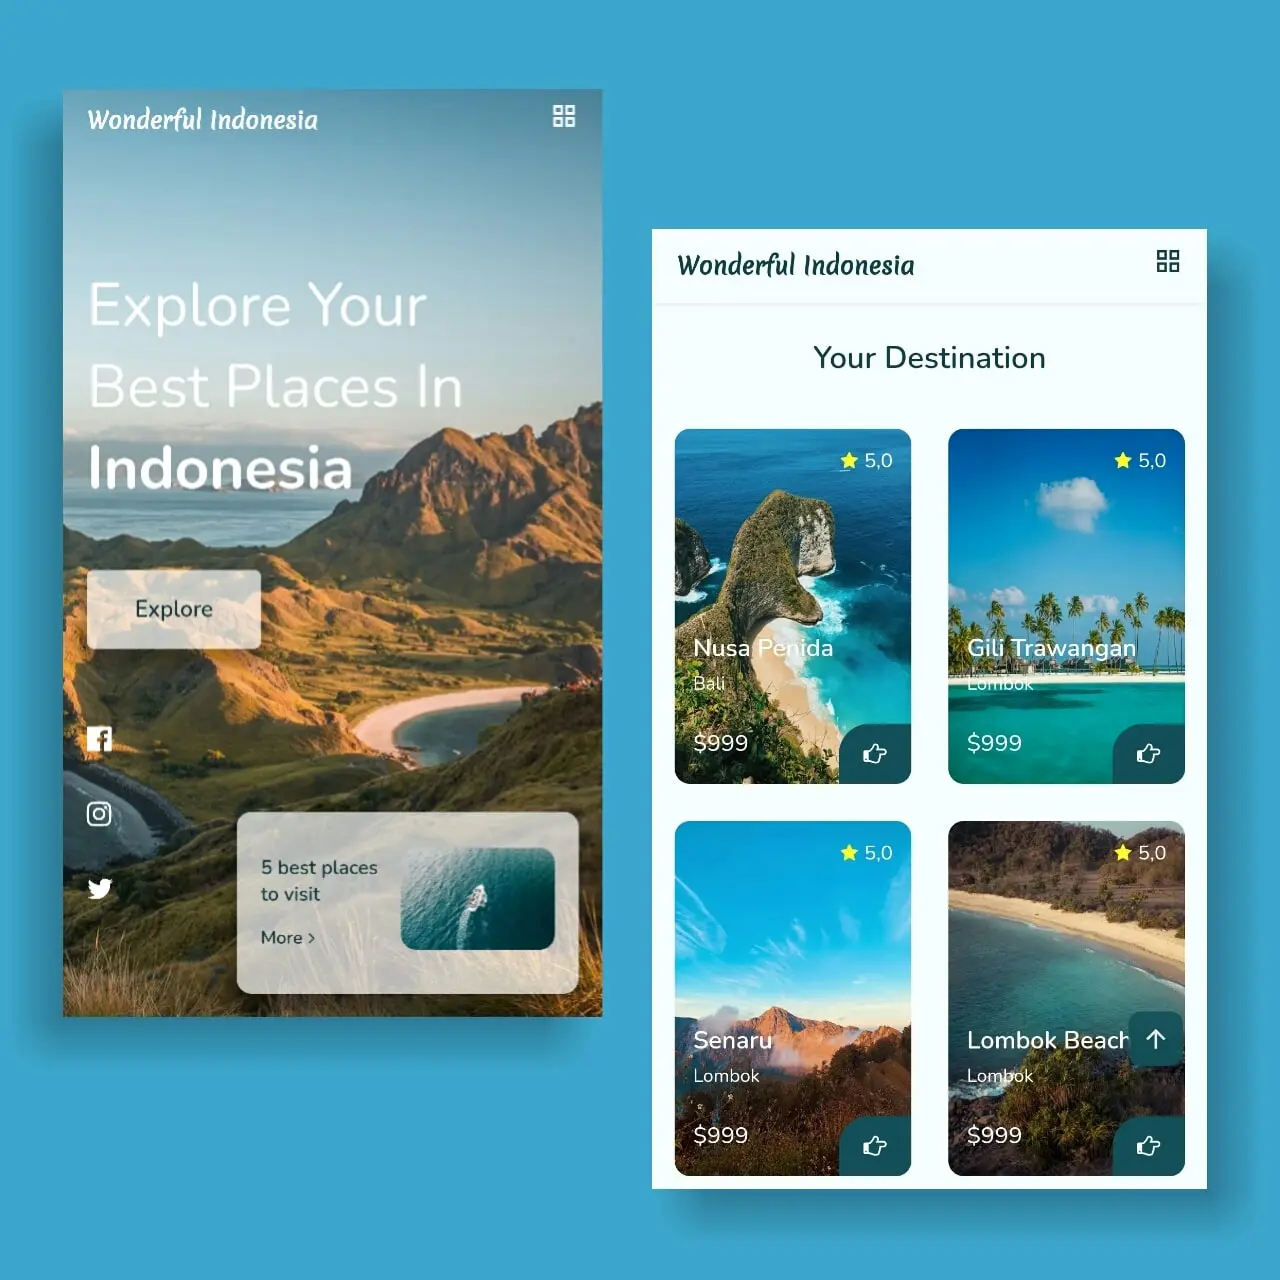 Wonderful Indonesia
Explore Your
Best Places In
Indonesia
Explore
5 best places
to visit
More >
Wonderful Indonesia
Your Destination
5,0
Nusa Penida
Bali
$999
5,0
Gili Trawangan
Lombok
$999
5,0
Senaru
Lombok
$999
5,0
Lombok Beach
Lombok
$999